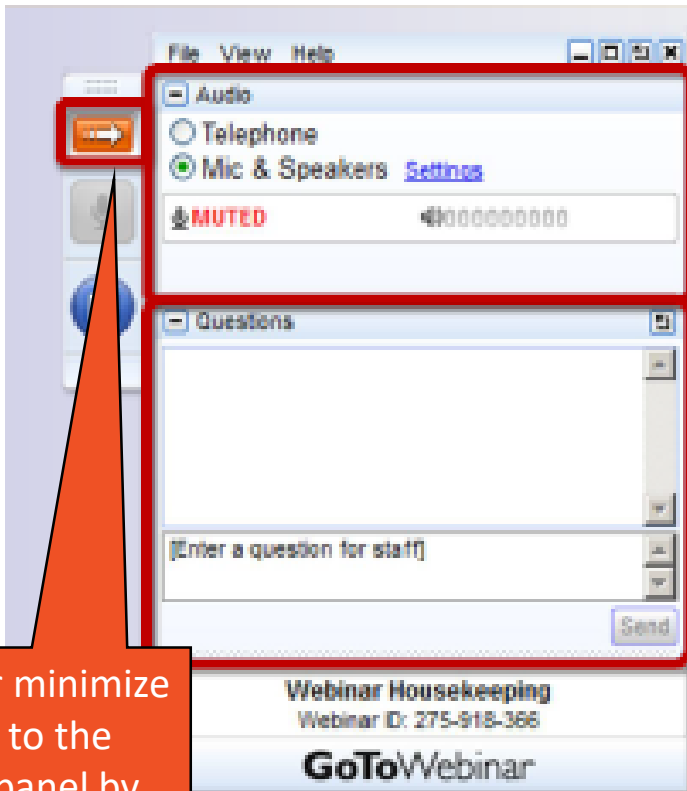 File View Help
Audio
Telephone
Mic & Speakers Settings
MUTED 000000000
Questions
[Enter a question for staff]
Send
r minimize
to the
panel by
Webinar Housekeeping
Webinar ID: 275-918-366
GoToWebinar